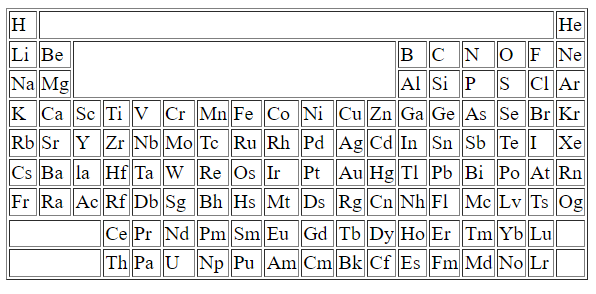 H He
Li Be B C N O F Ne
Na Mg Al Si P S Cl Ar
K Ca Sc Ti V Cr Mn Fe Co Ni Cu Zn Ga Ge As Se Br Kr
Rb Sr Y Zr Nb Mo Tc Ru Rh Pd Ag Cd In Sn Sb Te I Xe
Cs Ba la Hf Ta W Re Os Ir Pt Au Hg Tl Pb Bi Po At Rn
Fr Ra Ac Rf Db Sg Bh Hs Mt Ds Rg Cn Nh Fl Mc Lv Ts Og
Ce Pr Nd Pm Sm Eu Gd Tb Dy Ho Er Tm Yb Lu
Th Pa U Np Pu Am Cm Bk Cf Es Fm Md No Lr